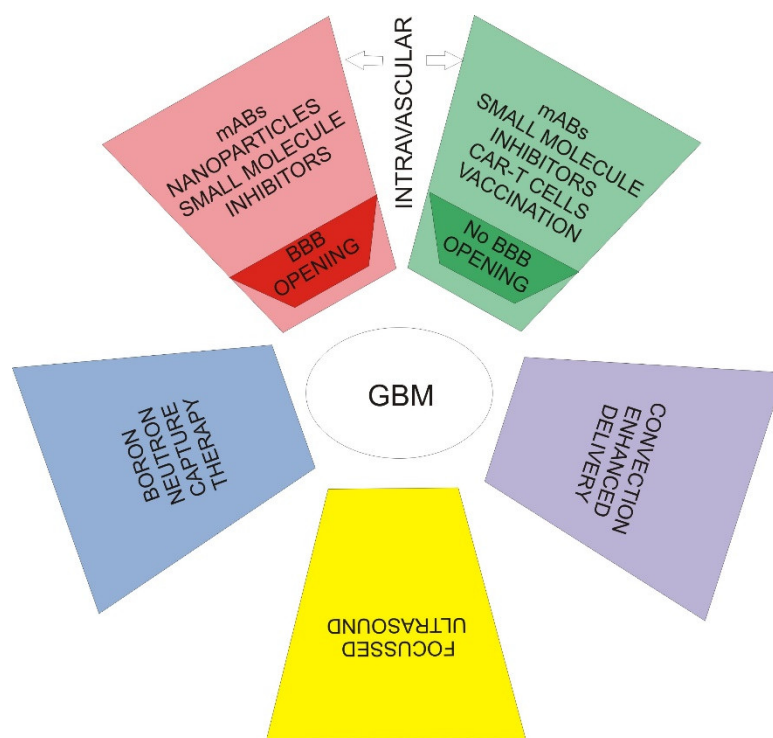 INTRAVASCULAR
mABs
NANOPARTICLES
SMALL MOLECULE
INHIBITORS
BBB
OPENING
mABs
SMALL MOLECULE
INHIBITORS
CAR-T CELLS
VACCINATION
No BBB
OPENING
GBM
BORON
NEUTRON
CAPTURE
THERAPY
CONVECTION
ENHANCED
DELIVERY
FOCUSSED
ULTRASOUND